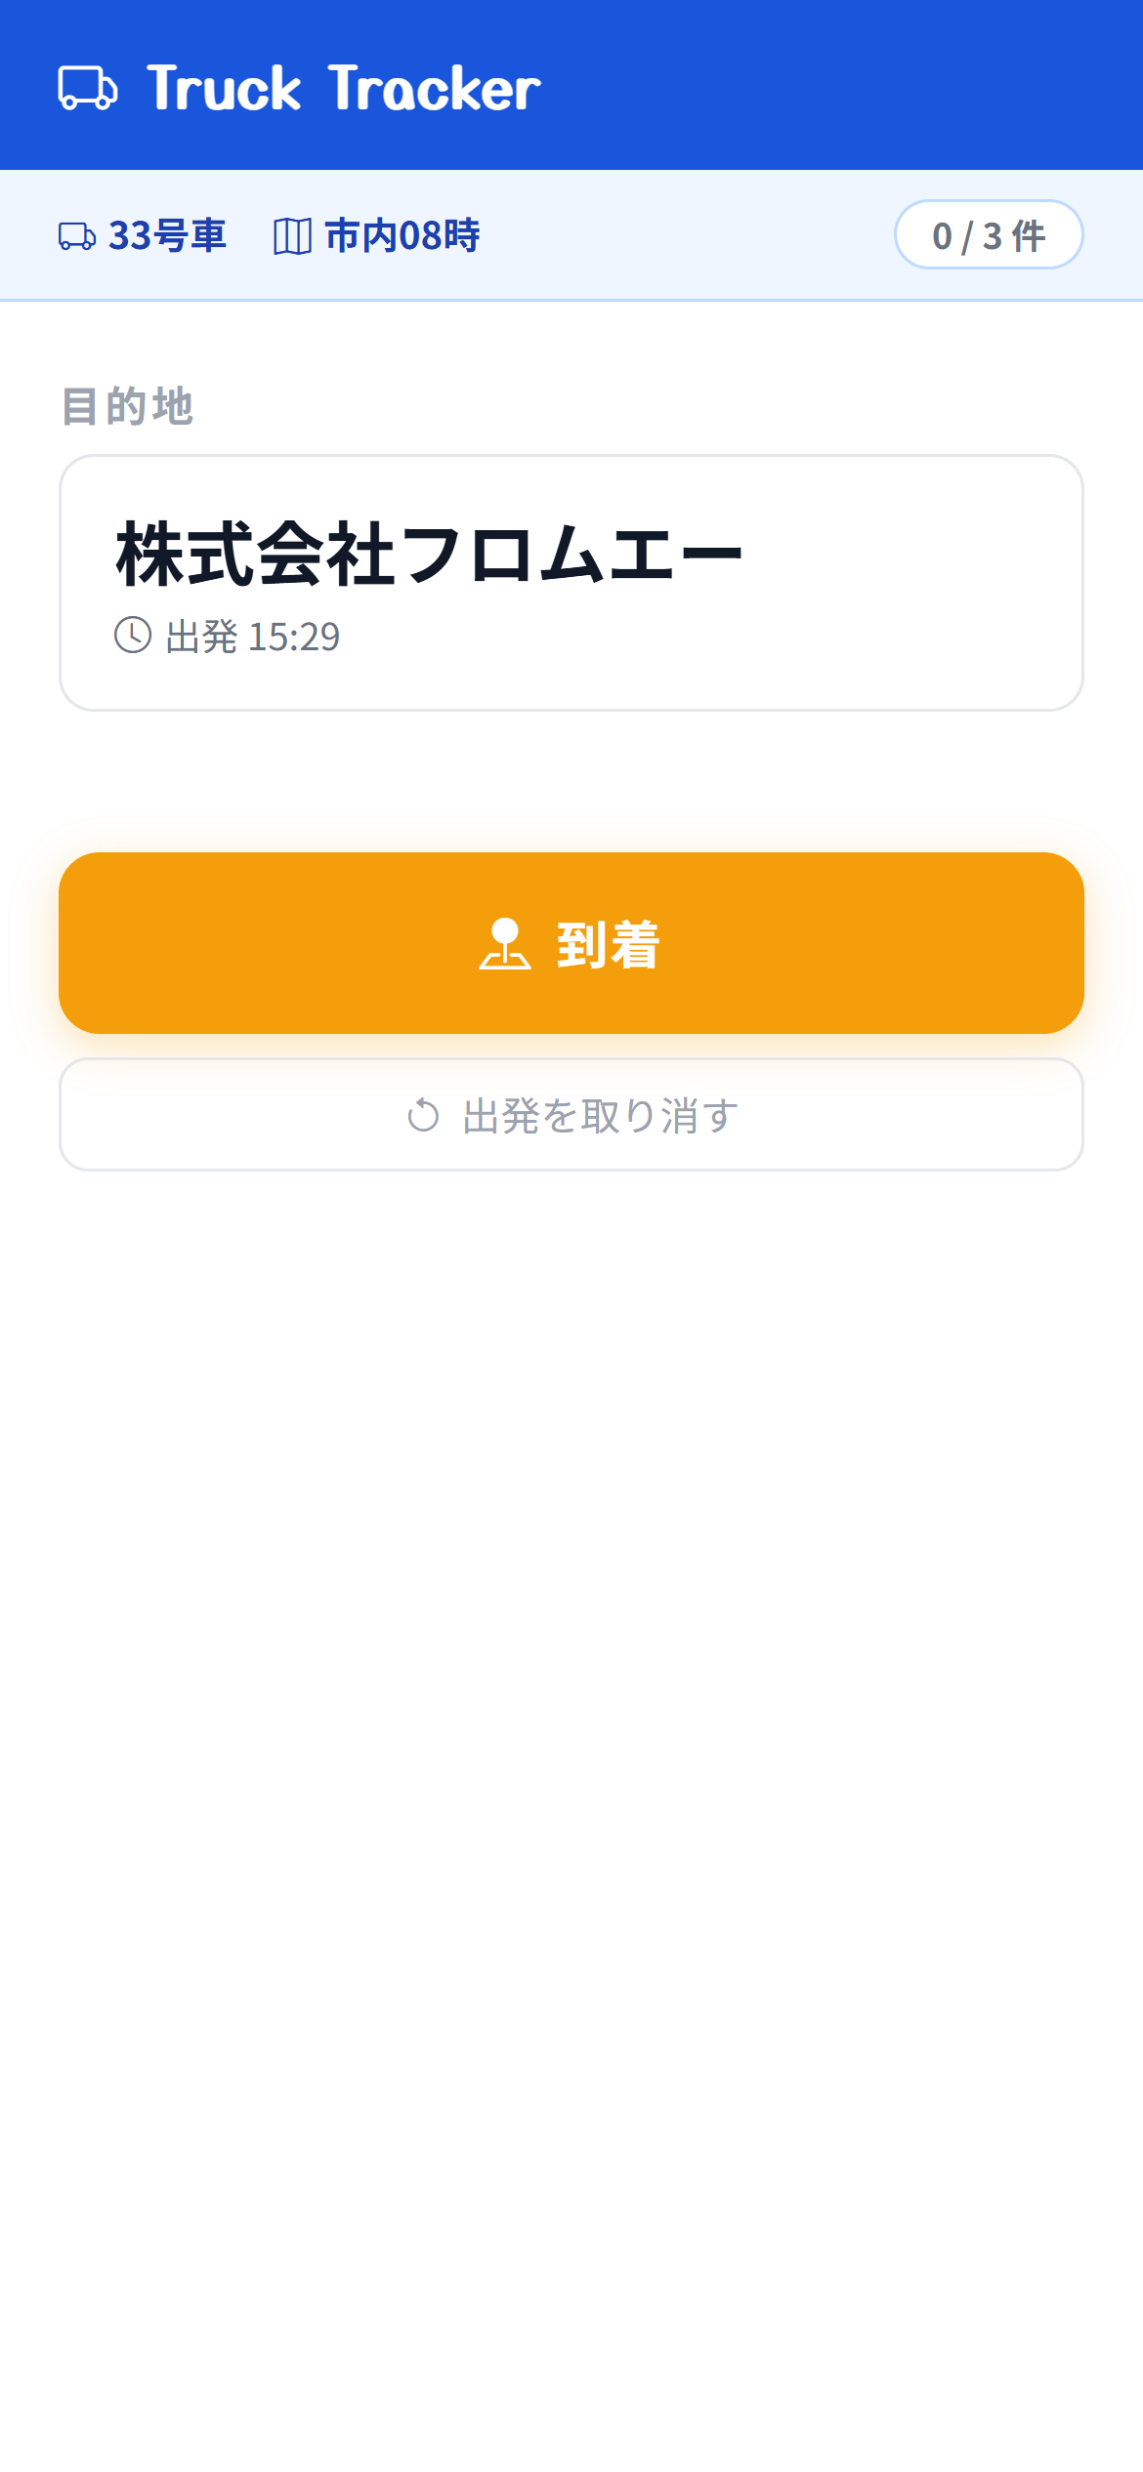 Truck Tracker
33号車 市内08時 0 / 3 件
目的地
株式会社フロムエー
出発 15:29
到着
出発を取り消す